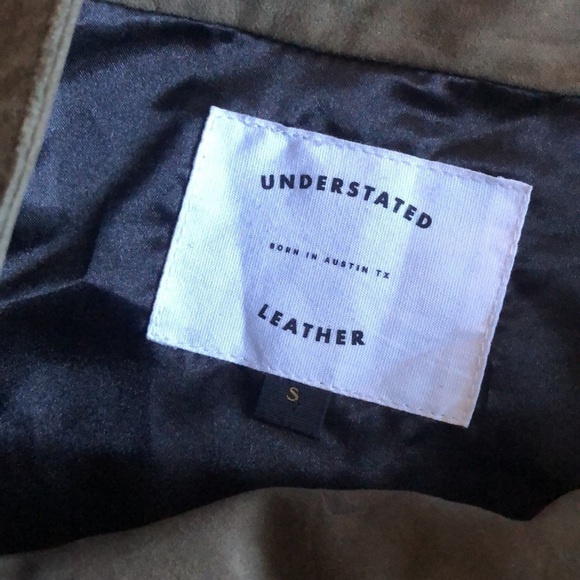 UNDERSTATED
BORN IN AUSTIN TX
LEATHER
S